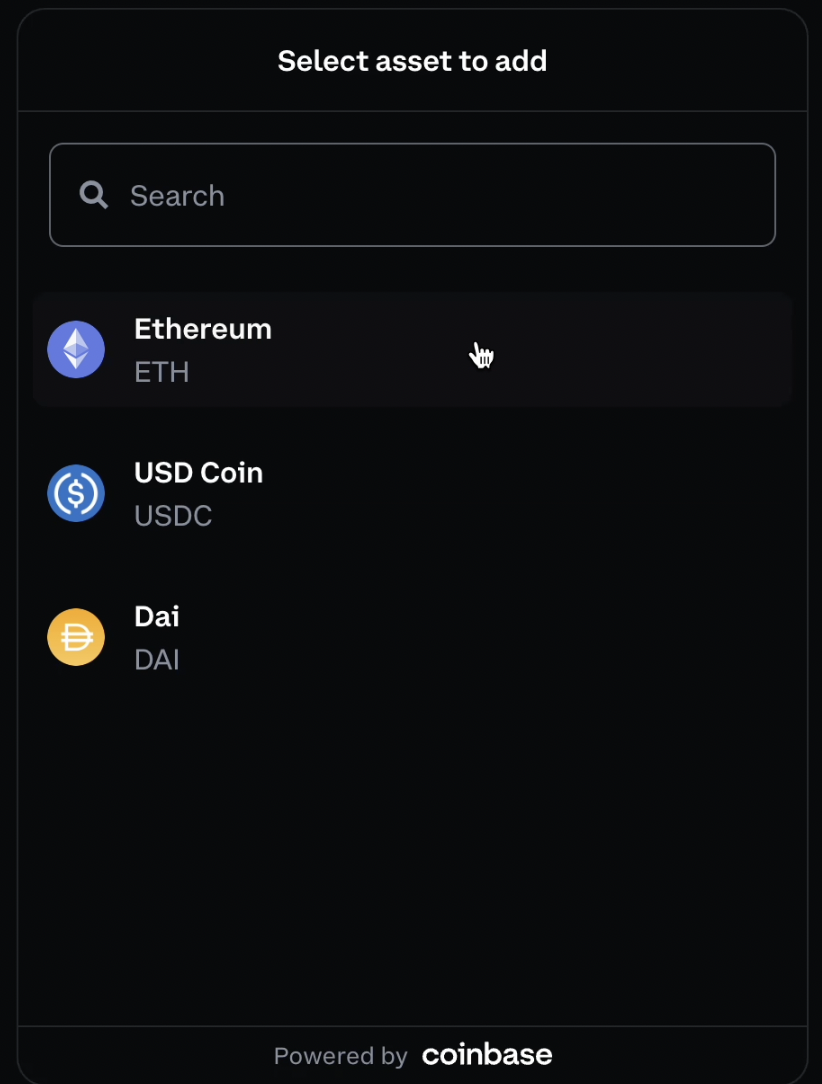 Select asset to add
Search
Ethereum
ETH
USD Coin
USDC
Dai
DAI
Powered by coinbase